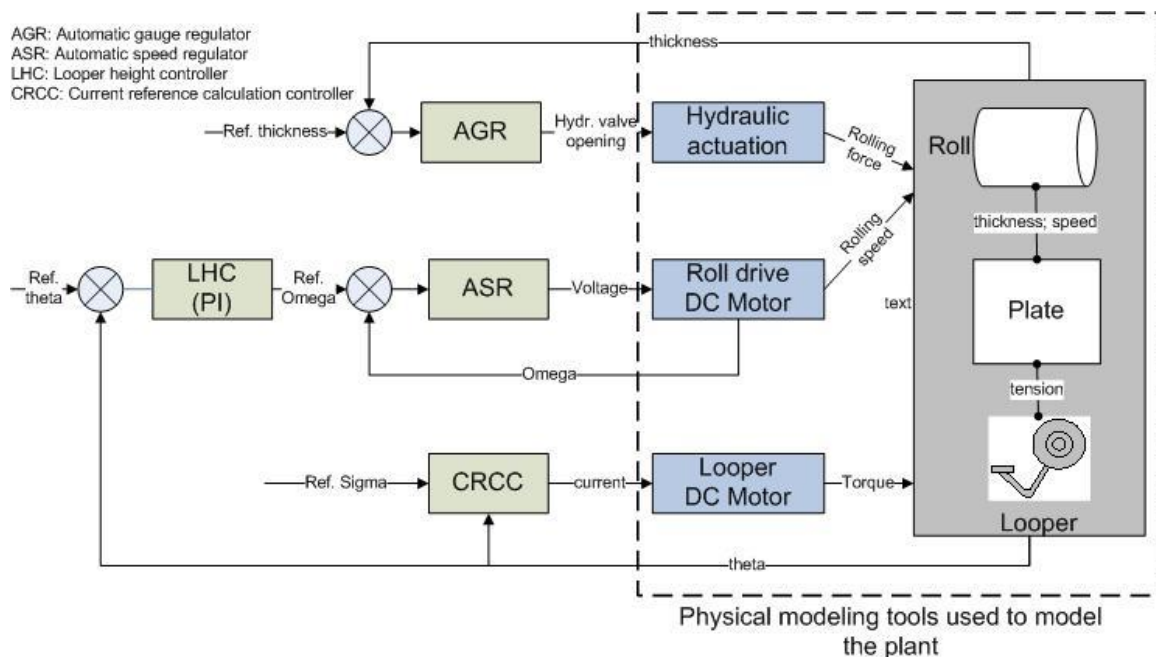 AGR: Automatic gauge regulator
ASR: Automatic speed regulator
LHC: Looper height controller
CRCC: Current reference calculation controller
thickness
Ref. thickness
AGR
Hydr. valve
opening
Hydraulic
actuation
Rolling
force
Roll
thickness; speed
Ref.
theta
LHC
(PI)
Ref.
Omega
ASR
Voltage
Roll drive
DC Motor
Rolling
speed
text
Plate
Omega
tension
Ref. Sigma
CRCC
current
Looper
DC Motor
Torque
Looper
theta
Physical modeling tools used to model
the plant